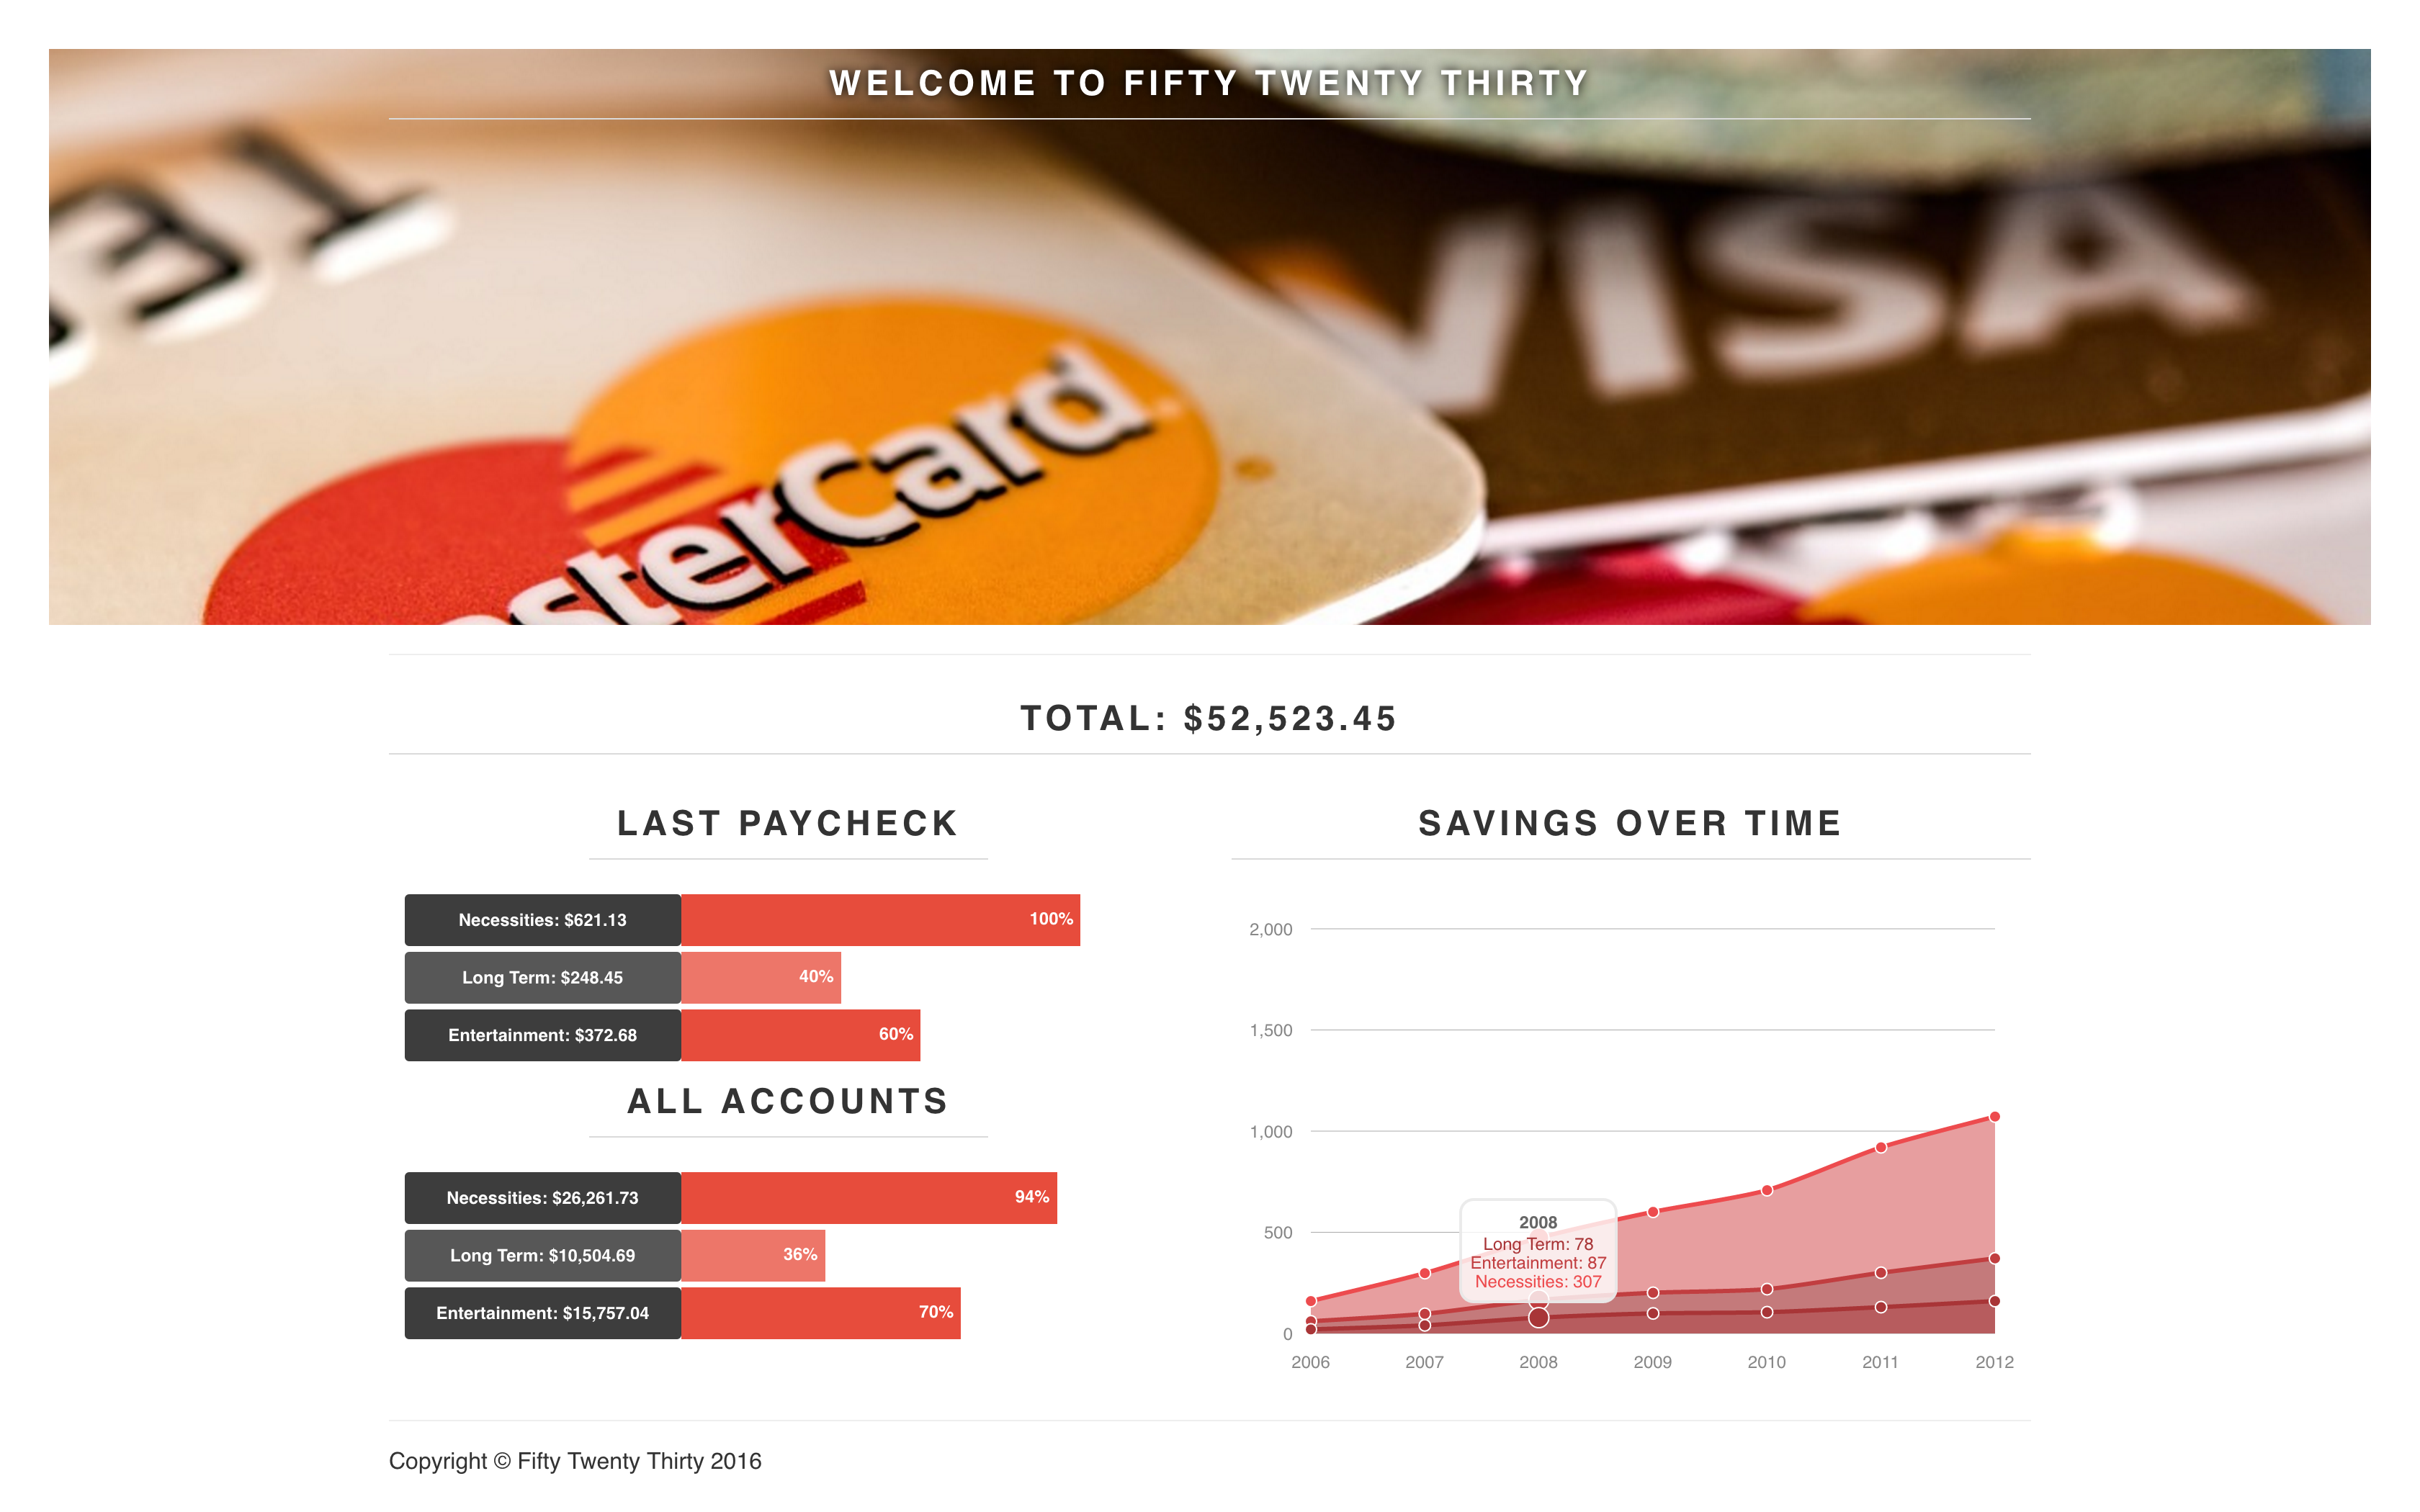 WELCOME TO FIFTY TWENTY THIRTY
VISA
sterCard
TOTAL: $52,523.45
LAST PAYCHECK
Necessities: $621.13 100%
Long Term: $248.45 40%
Entertainment: $372.68 60%
ALL ACCOUNTS
Necessities: $26,261.73 94%
Long Term: $10,504.69 36%
Entertainment: $15,757.04 70%
SAVINGS OVER TIME
2,000
1,500
1,000
500
0
2008
Long Term: 78
Entertainment: 87
Necessities: 307
2006 2007 2008 2009 2010 2011 2012
Copyright © Fifty Twenty Thirty 2016